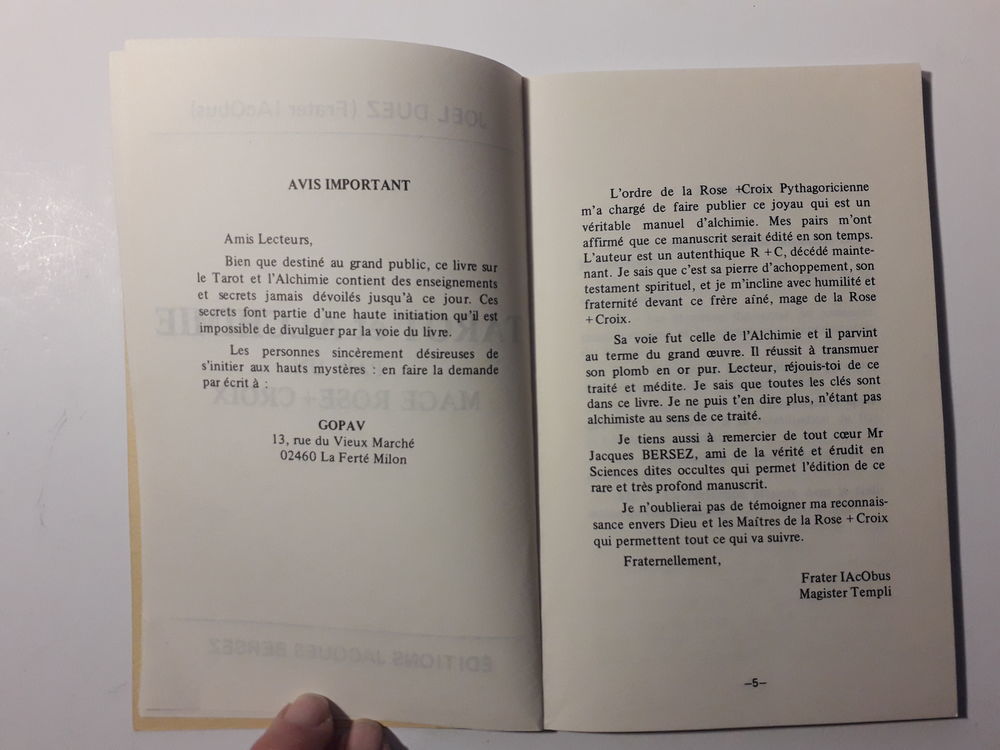 JOEL DUEZ (Frater IAcObus)
AVIS IMPORTANT
Amis Lecteurs,
Bien que destiné au grand public, ce livre sur
le Tarot et l'Alchimie contient des enseignements
et secrets jamais dévoilés jusqu'à ce jour. Ces
secrets font partie d'une haute initiation qu'il est
impossible de divulguer par la voie du livre.
Les personnes sincèrement désireuses de
s'initier aux hauts mystères : en faire la demande
par écrit à :
MAGE ROSE+CROIX
GOPAV
13, rue du Vieux Marché
02460 La Ferté Milon
ÉDITIONS JACQUES BERSEZ
L'ordre de la Rose +Croix Pythagoricienne
m'a chargé de faire publier ce joyau qui est un
véritable manuel d'alchimie. Mes pairs m'ont
affirmé que ce manuscrit serait édité en son temps.
L'auteur est un autenthique R + C, décédé mainte-
nant. Je sais que c'est sa pierre d'achoppement, son
testament spirituel, et je m'incline avec humilité et
fraternité devant ce frère aîné, mage de la Rose
+ Croix.
Sa voie fut celle de l'Alchimie et il parvint
au terme du grand œuvre. Il réussit à transmuer
son plomb en or pur. Lecteur, réjouis-toi de ce
traité et médite. Je sais que toutes les clés sont
dans ce livre. Je ne puis t'en dire plus, n'étant pas
alchimiste au sens de ce traité.
Je tiens aussi à remercier de tout cœur Mr
Jacques BERSEZ, ami de la vérité et érudit en
Sciences dites occultes qui permet l'édition de ce
rare et très profond manuscrit.
Je n'oublierai pas de témoigner ma reconnais-
sance envers Dieu et les Maîtres de la Rose + Croix
qui permettent tout ce qui va suivre.
Fraternellement,
Frater IAcObus
Magister Templi
—5—